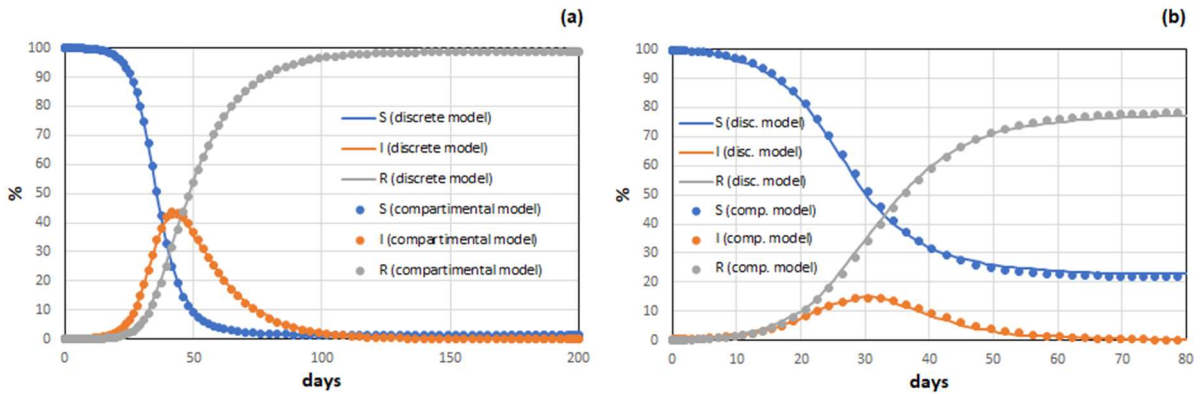 (a)
100
90
80
70
60
50
40
30
20
10
0
%
S (discrete model)
I (discrete model)
R (discrete model)
S (compartimental model)
I (compartimental model)
R (compartimental model)
0 50 100 150 200
days
(b)
100
90
80
70
60
50
40
30
20
10
0
%
S (disc. model)
I (disc. model)
R (disc. model)
S (comp. model)
I (comp. model)
R (comp. model)
0 10 20 30 40 50 60 70 80
days